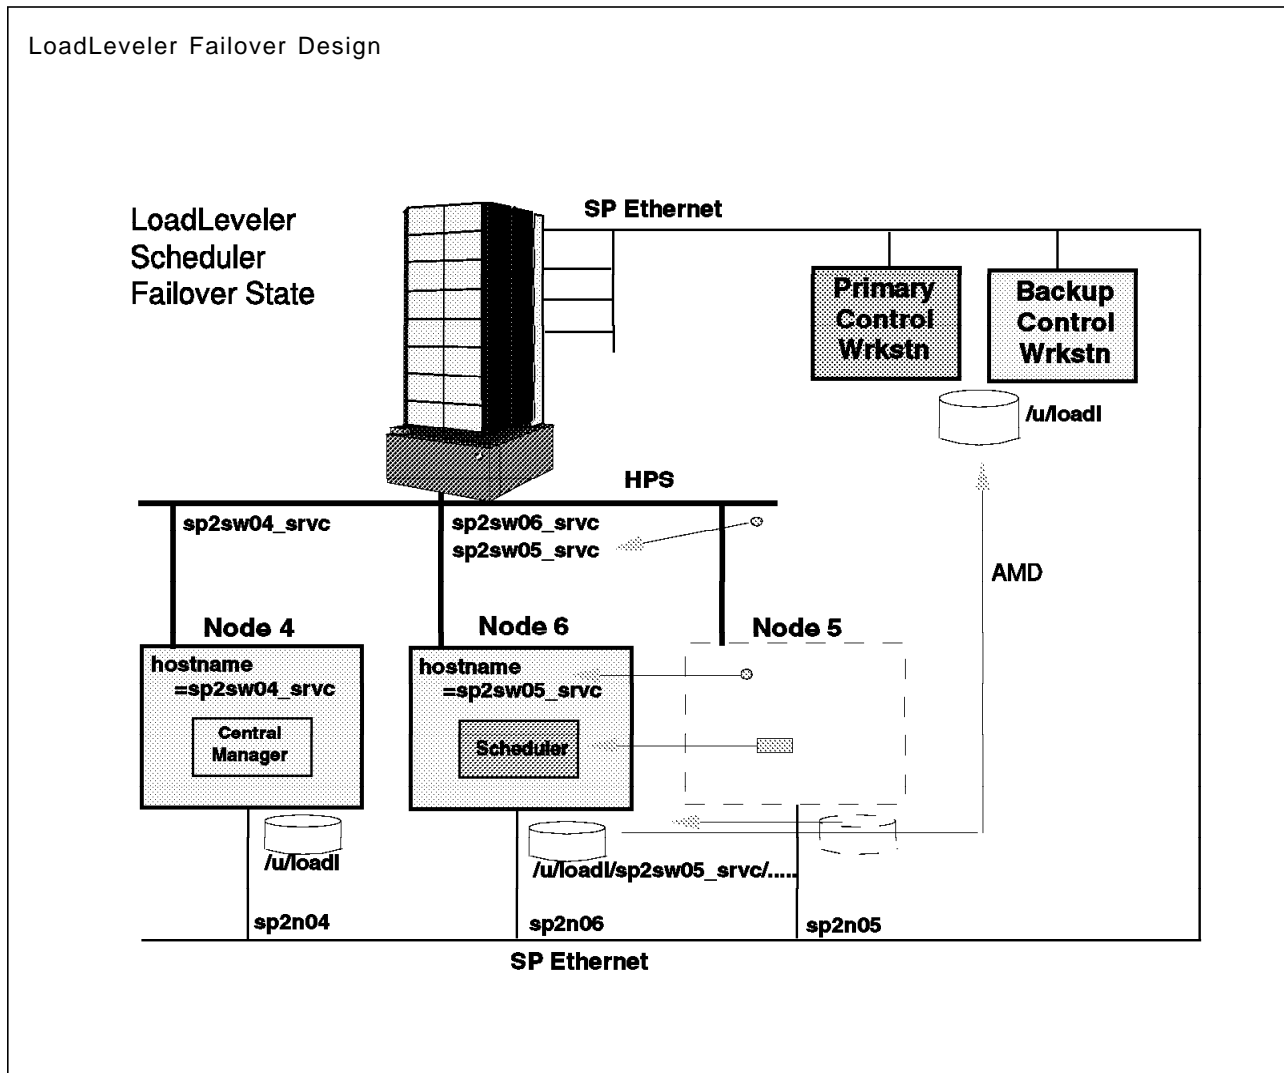 LoadLeveler Failover Design
LoadLeveler
Scheduler
Failover State
SP Ethernet
Primary
Control
Wrkstn
Backup
Control
Wrkstn
/u/loadl
HPS
sp2sw04_srvc
sp2sw06_srvc
sp2sw05_srvc
AMD
Node 4
Node 6
Node 5
hostname
=sp2sw04_srvc
Central
Manager
hostname
=sp2sw05_srvc
Scheduler
/u/loadl
/u/loadl/sp2sw05_srvc/.....
sp2n04
sp2n06
sp2n05
SP Ethernet